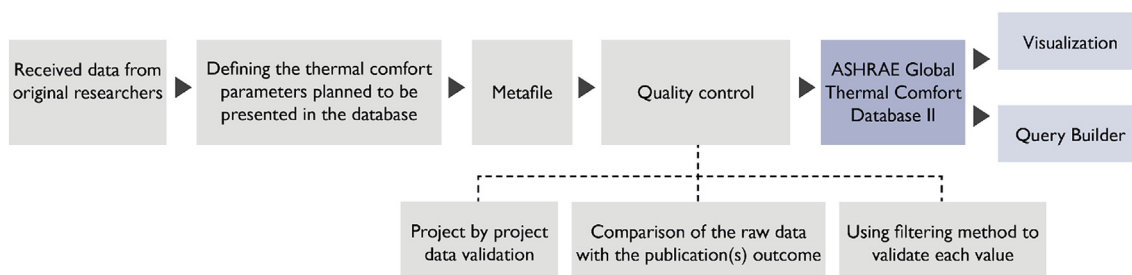 Received data from
original researchers
Defining the thermal comfort
parameters planned to be
presented in the database
Metafile
Quality control
ASHRAE Global
Thermal Comfort
Database II
Visualization
Query Builder
Project by project
data validation
Comparison of the raw data
with the publication(s) outcome
Using filtering method to
validate each value